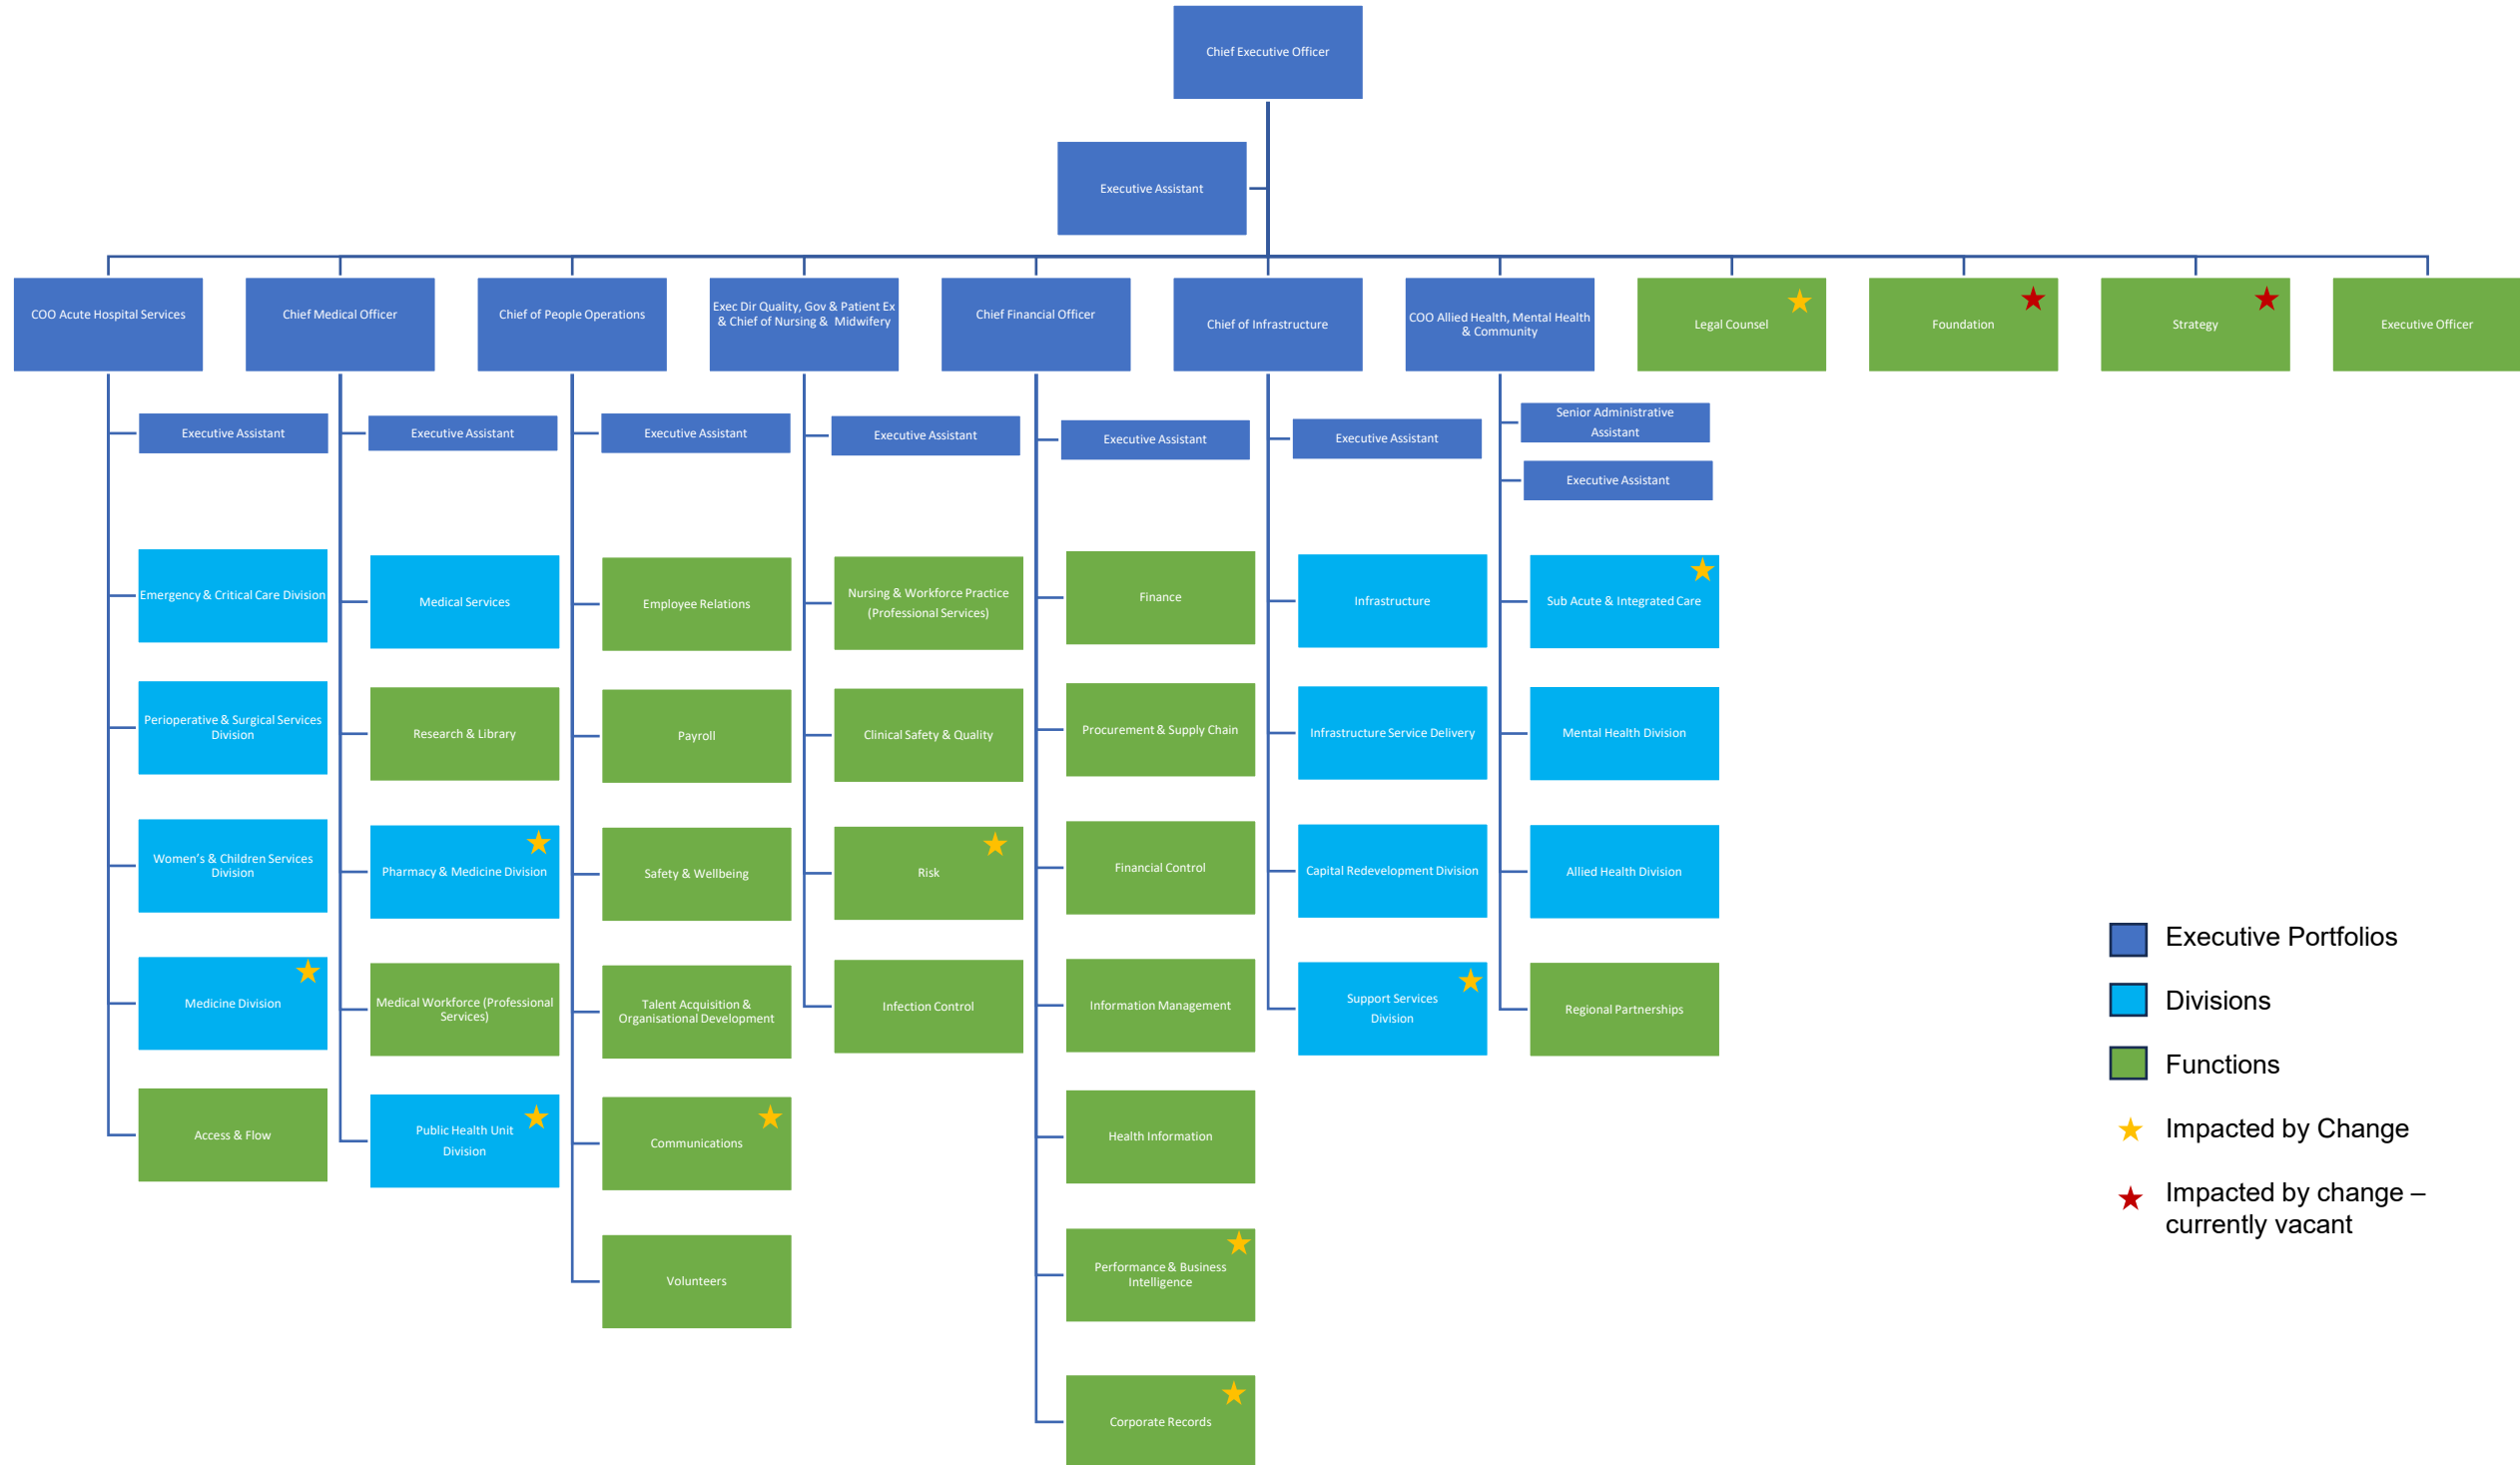 Chief Executive Officer
Executive Assistant
COO Acute Hospital Services
Chief Medical Officer
Chief of People Operations
Exec Dir Quality, Gov & Patient Ex
& Chief of Nursing & Midwifery
Chief Financial Officer
Chief of Infrastructure
COO Allied Health, Mental Health
& Community
Legal Counsel
Foundation
Strategy
Executive Officer
Executive Assistant
Emergency & Critical Care Division
Perioperative & Surgical Services
Division
Women's & Children Services
Division
Medicine Division
Access & Flow
Executive Assistant
Medical Services
Research & Library
Pharmacy & Medicine Division
Medical Workforce (Professional
Services)
Public Health Unit
Division
Executive Assistant
Employee Relations
Payroll
Safety & Wellbeing
Talent Acquisition &
Organisational Development
Communications
Volunteers
Executive Assistant
Nursing & Workforce Practice
(Professional Services)
Clinical Safety & Quality
Risk
Infection Control
Executive Assistant
Finance
Procurement & Supply Chain
Financial Control
Information Management
Health Information
Performance & Business
Intelligence
Corporate Records
Executive Assistant
Infrastructure
Infrastructure Service Delivery
Capital Redevelopment Division
Support Services
Division
Senior Administrative
Assistant
Executive Assistant
Sub Acute & Integrated Care
Mental Health Division
Allied Health Division
Regional Partnerships
Executive Portfolios
Divisions
Functions
Impacted by Change
Impacted by change –
currently vacant